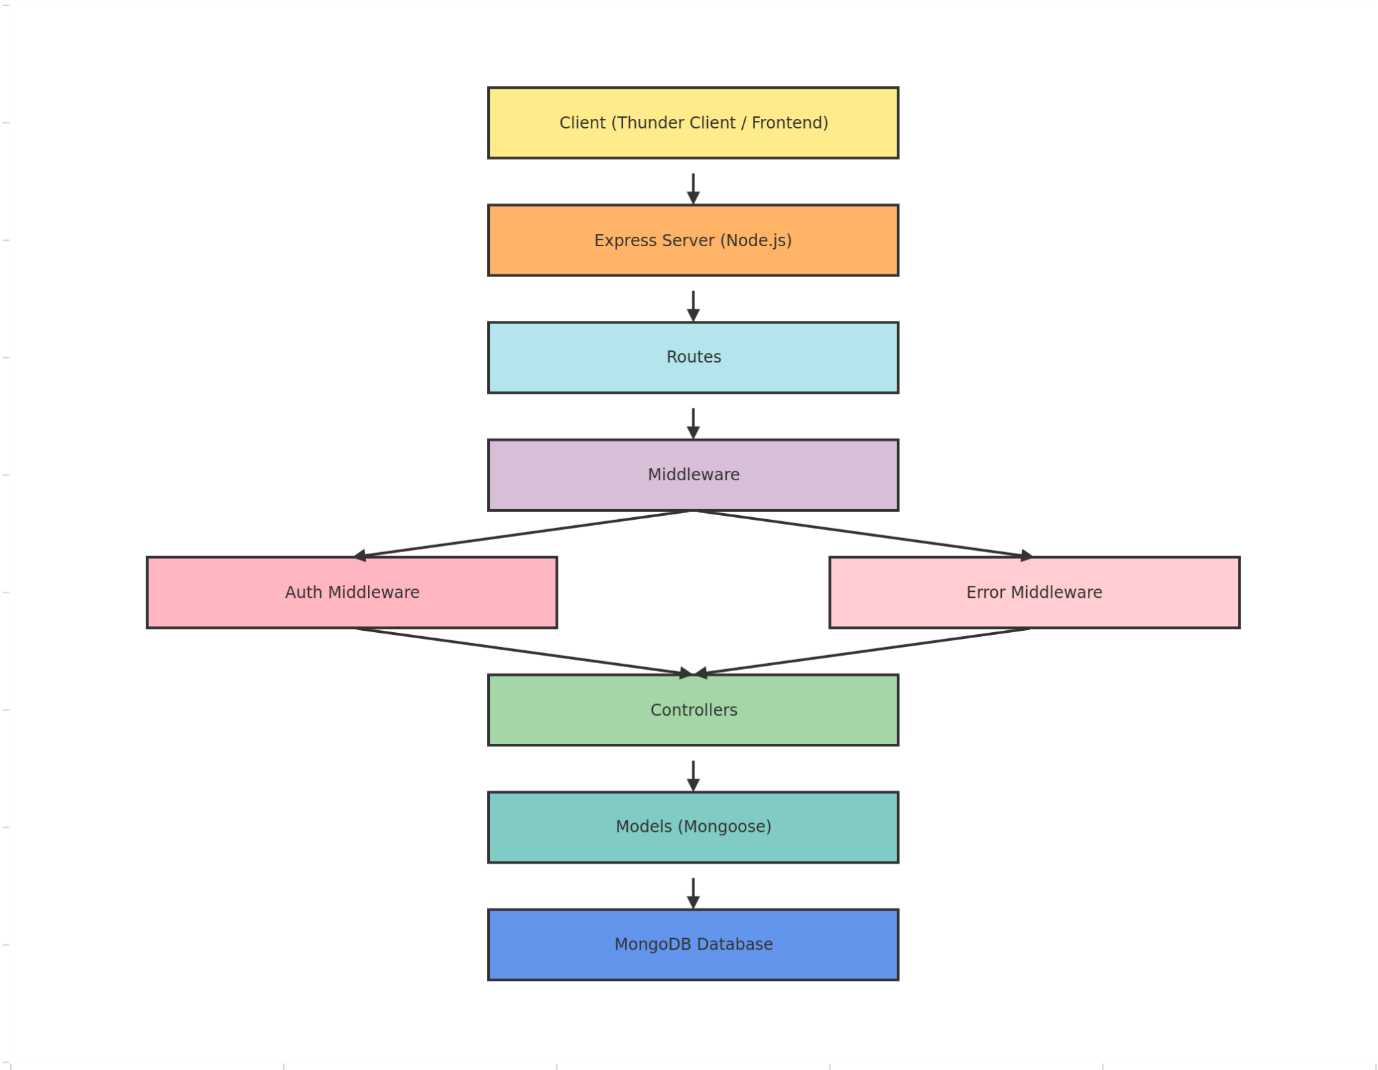 Client (Thunder Client / Frontend)
Express Server (Node.js)
Routes
Middleware
Auth Middleware
Error Middleware
Controllers
Models (Mongoose)
MongoDB Database